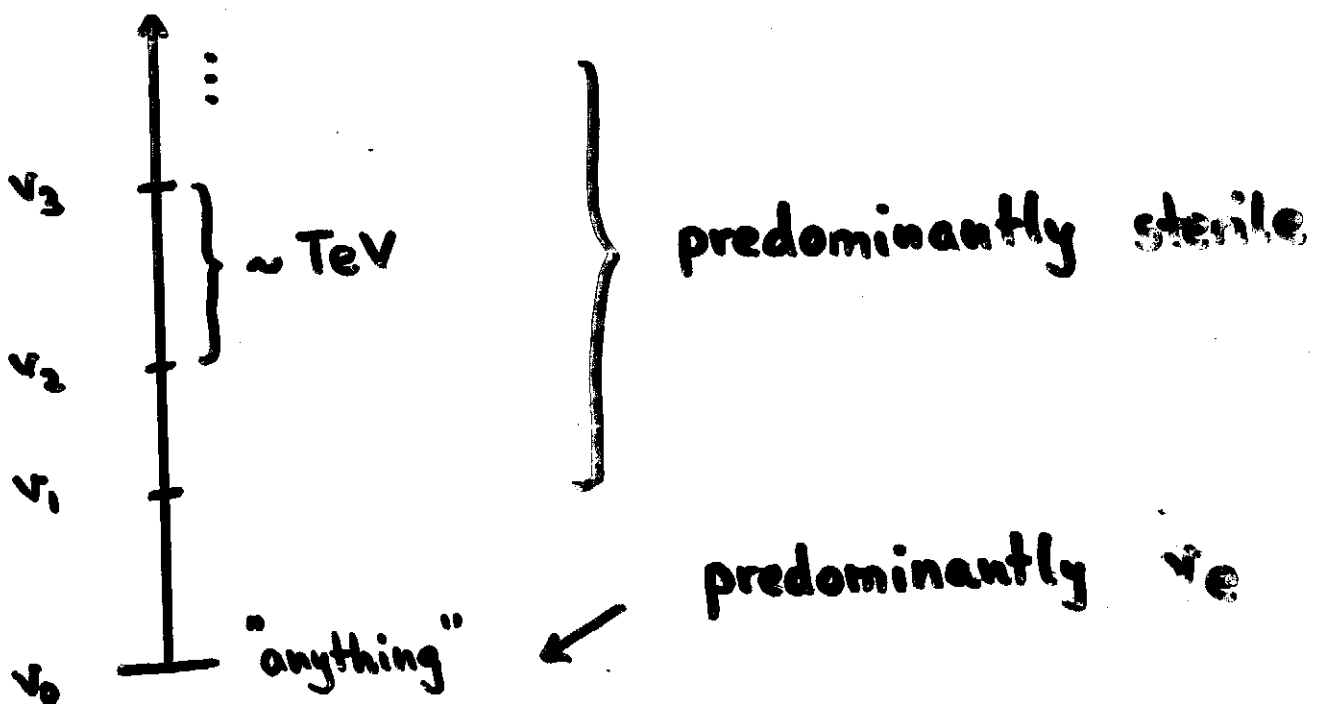 ⋮
ν₃
~ TeV
predominantly sterile
ν₂
ν₁
predominantly νe
"anything"
ν₀